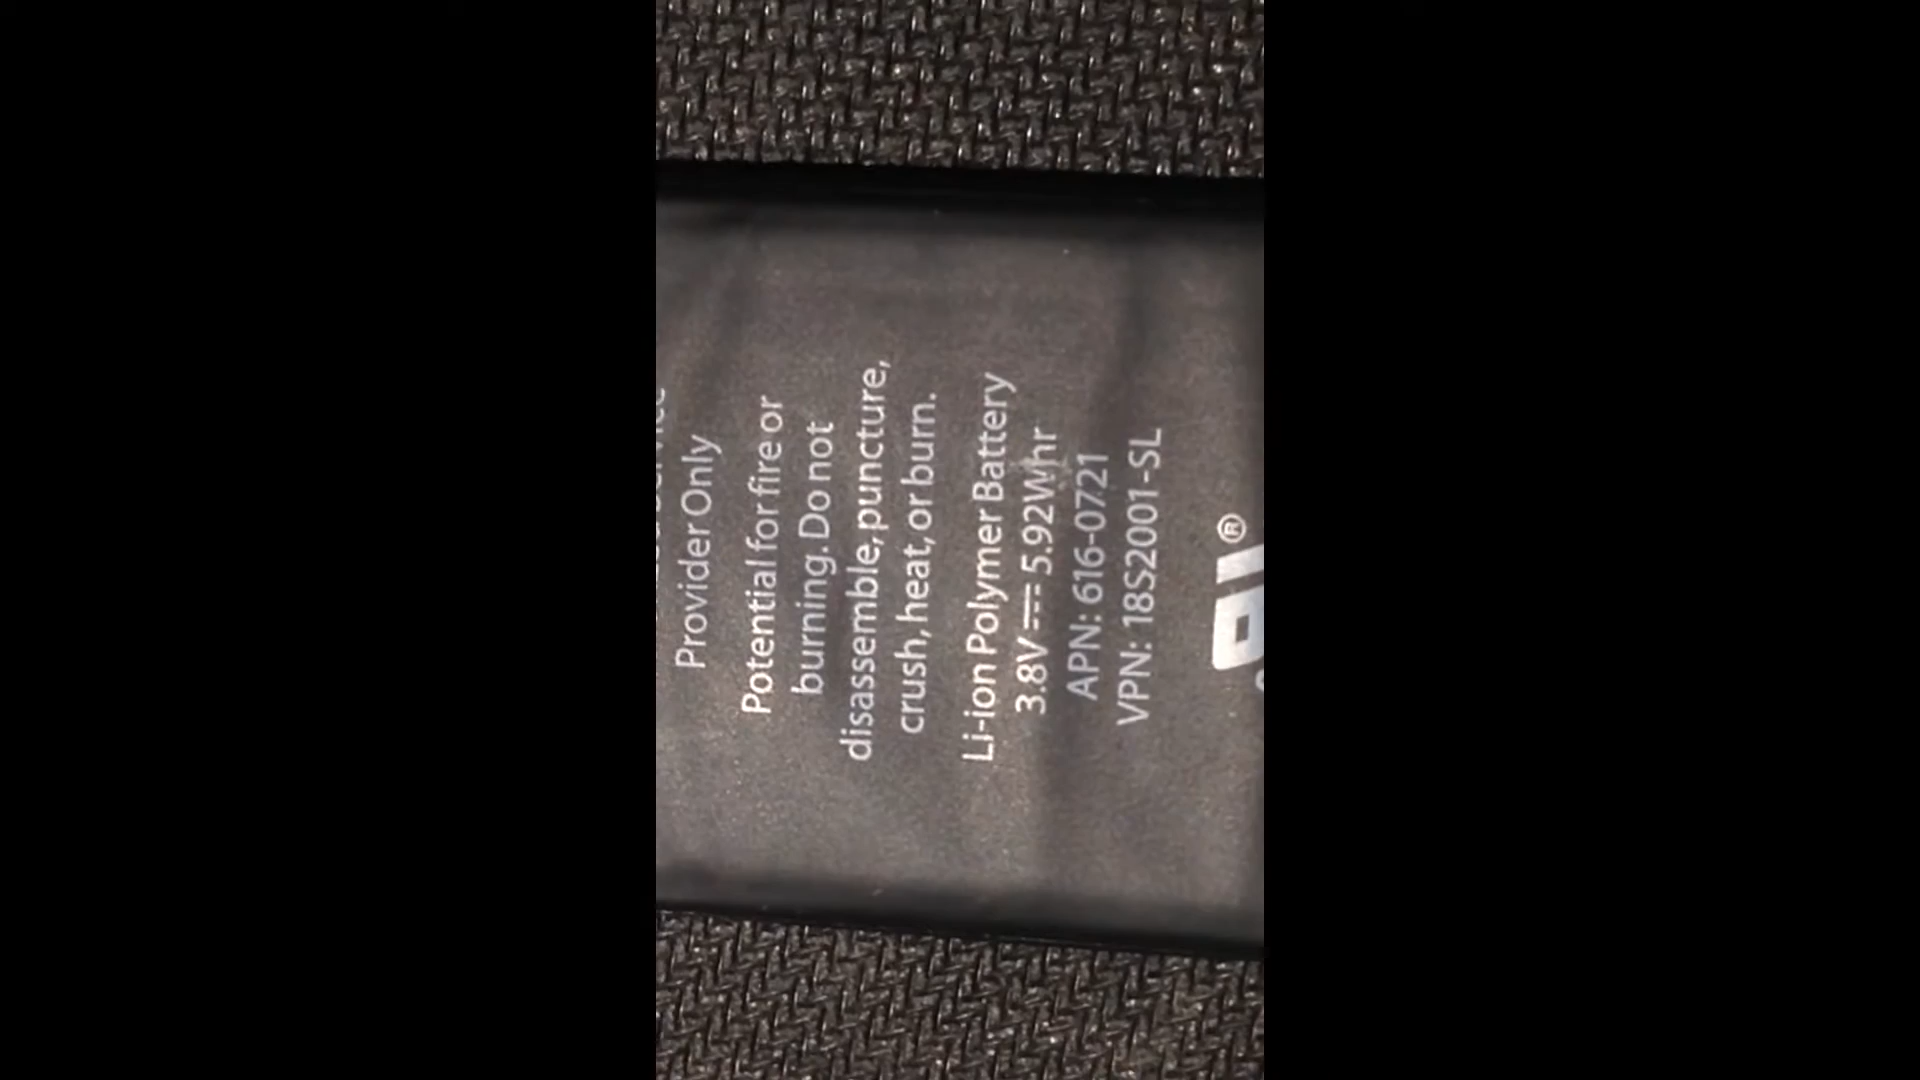 Provider Only
Potential for fire or
burning. Do not
disassemble, puncture,
crush, heat, or burn.
Li-ion Polymer Battery
3.8V⎓5.92Whr
APN: 616-0721
VPN: 18S2001-SL
®